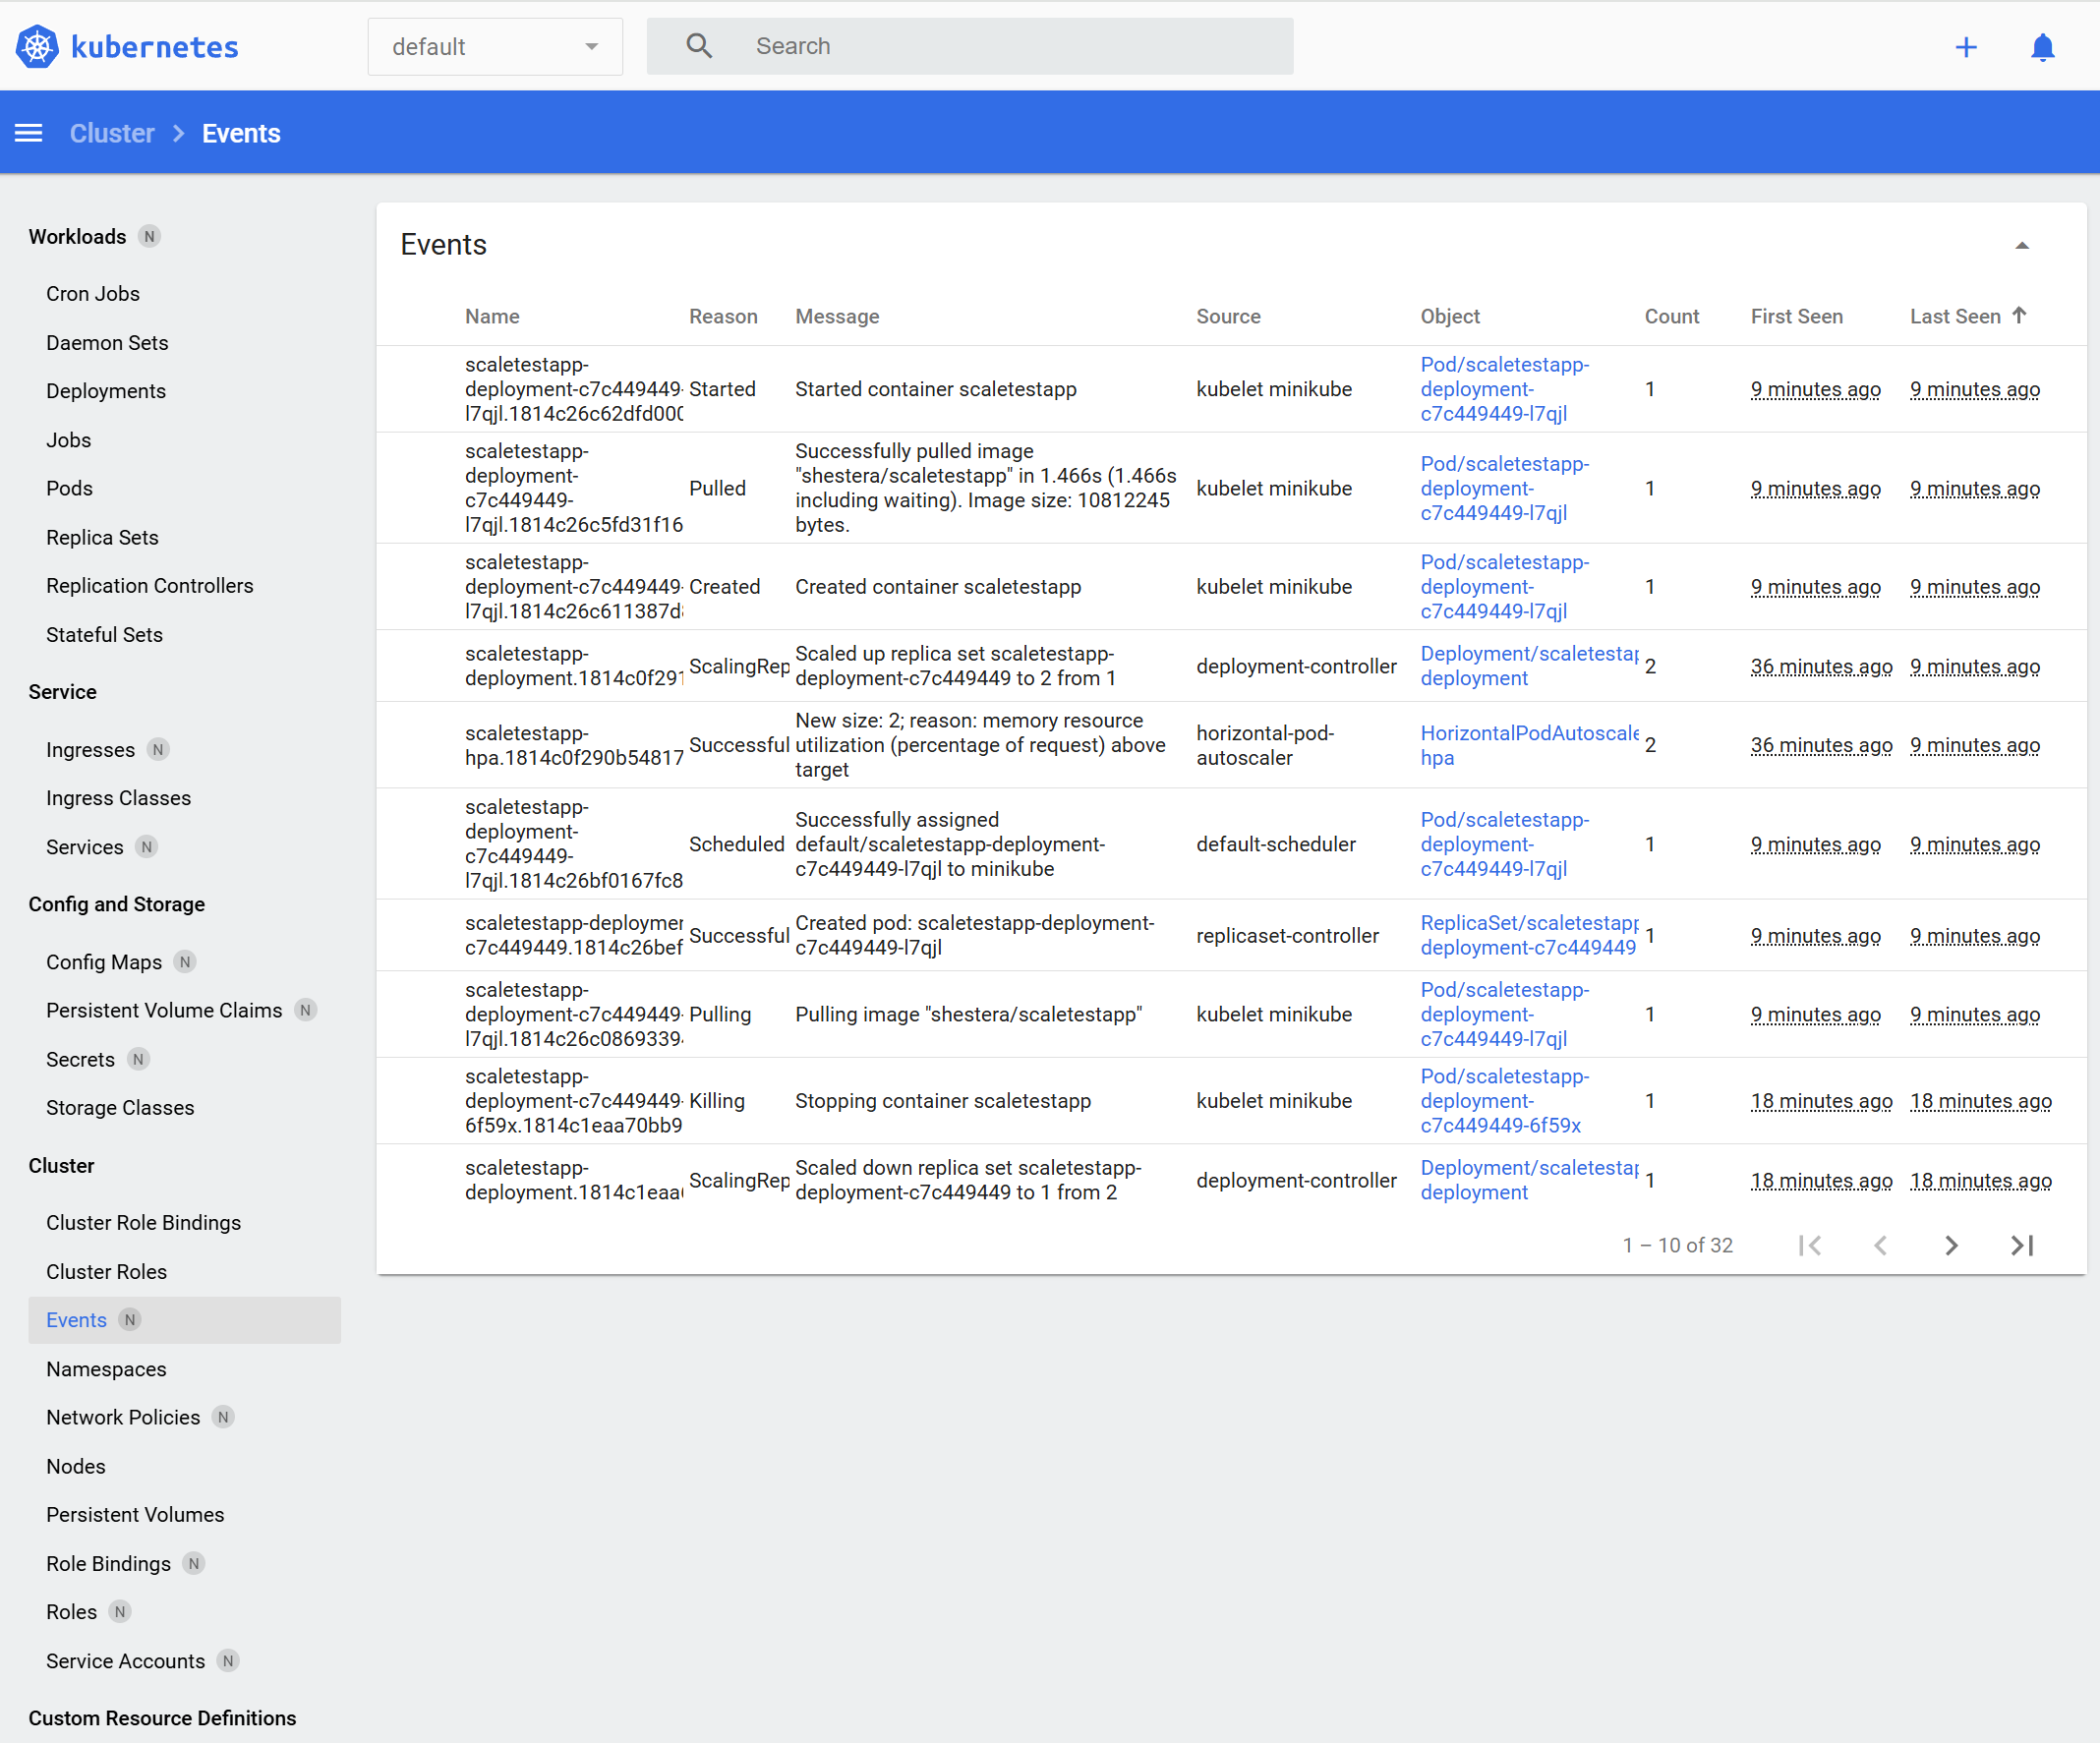 kubernetes
default
Search
Cluster > Events
Workloads N
Cron Jobs
Daemon Sets
Deployments
Jobs
Pods
Replica Sets
Replication Controllers
Stateful Sets
Service
Ingresses N
Ingress Classes
Services N
Config and Storage
Config Maps N
Persistent Volume Claims N
Secrets N
Storage Classes
Cluster
Cluster Role Bindings
Cluster Roles
Events N
Namespaces
Network Policies N
Nodes
Persistent Volumes
Role Bindings N
Roles N
Service Accounts N
Custom Resource Definitions
Events
Name Reason Message Source Object Count First Seen Last Seen
scaletestapp-
deployment-c7c449449-
l7qjl.1814c26c62dfd000
Started
Started container scaletestapp
kubelet minikube
Pod/scaletestapp-
deployment-
c7c449449-l7qjl
1
9 minutes ago
9 minutes ago
scaletestapp-
deployment-
c7c449449-
l7qjl.1814c26c5fd31f16
Pulled
Successfully pulled image
"shestera/scaletestapp" in 1.466s (1.466s
including waiting). Image size: 10812245
bytes.
kubelet minikube
Pod/scaletestapp-
deployment-
c7c449449-l7qjl
1
9 minutes ago
9 minutes ago
scaletestapp-
deployment-c7c449449-
l7qjl.1814c26c611387d
Created
Created container scaletestapp
kubelet minikube
Pod/scaletestapp-
deployment-
c7c449449-l7qjl
1
9 minutes ago
9 minutes ago
scaletestapp-
deployment.1814c0f291
ScalingRep
Scaled up replica set scaletestapp-
deployment-c7c449449 to 2 from 1
deployment-controller
Deployment/scaletestap
deployment
2
36 minutes ago
9 minutes ago
scaletestapp-
hpa.1814c0f290b54817
Successful
New size: 2; reason: memory resource
utilization (percentage of request) above
target
horizontal-pod-
autoscaler
HorizontalPodAutoscale
hpa
2
36 minutes ago
9 minutes ago
scaletestapp-
deployment-
c7c449449-
l7qjl.1814c26bf0167fc8
Scheduled
Successfully assigned
default/scaletestapp-deployment-
c7c449449-l7qjl to minikube
default-scheduler
Pod/scaletestapp-
deployment-
c7c449449-l7qjl
1
9 minutes ago
9 minutes ago
scaletestapp-deploymen
c7c449449.1814c26bef
Successful
Created pod: scaletestapp-deployment-
c7c449449-l7qjl
replicaset-controller
ReplicaSet/scaletestapp
deployment-c7c449449
1
9 minutes ago
9 minutes ago
scaletestapp-
deployment-c7c449449-
l7qjl.1814c26c0869339
Pulling
Pulling image "shestera/scaletestapp"
kubelet minikube
Pod/scaletestapp-
deployment-
c7c449449-l7qjl
1
9 minutes ago
9 minutes ago
scaletestapp-
deployment-c7c449449-
6f59x.1814c1eaa70bb9
Killing
Stopping container scaletestapp
kubelet minikube
Pod/scaletestapp-
deployment-
c7c449449-6f59x
1
18 minutes ago
18 minutes ago
scaletestapp-
deployment.1814c1eaa
ScalingRep
Scaled down replica set scaletestapp-
deployment-c7c449449 to 1 from 2
deployment-controller
Deployment/scaletestap
deployment
1
18 minutes ago
18 minutes ago
1 – 10 of 32